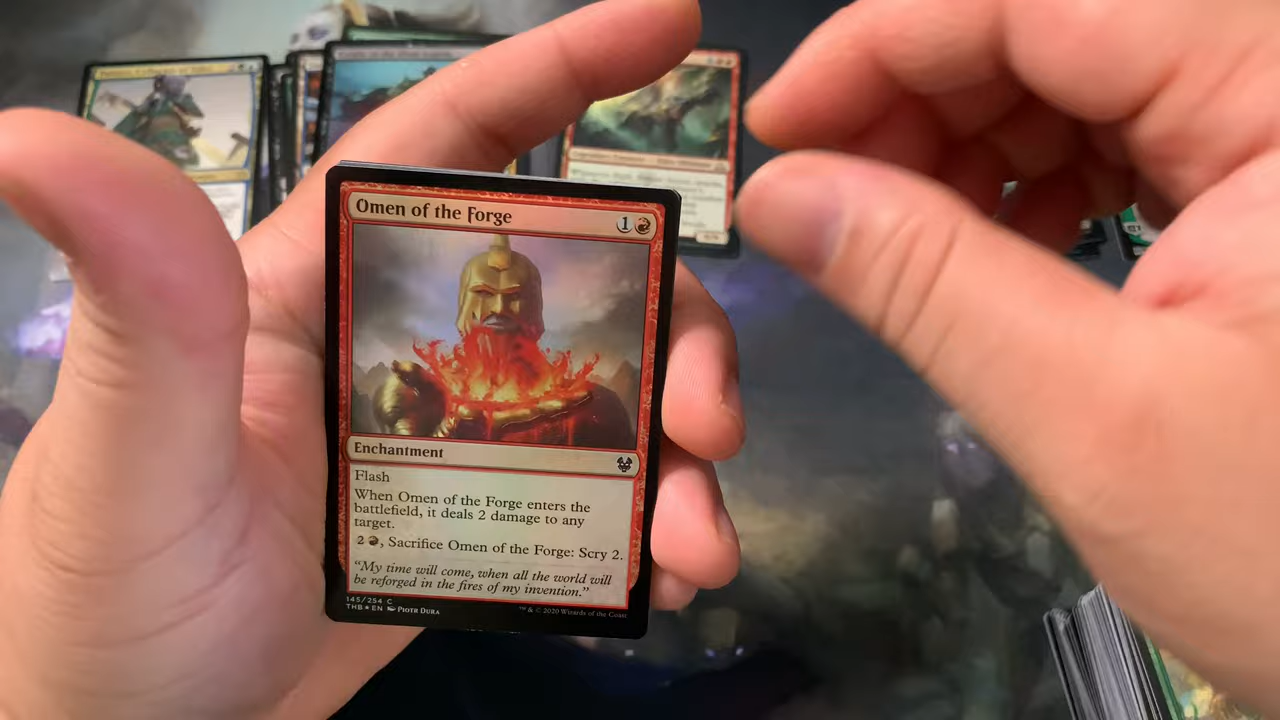 Omen of the Forge 1
Enchantment
Flash
When Omen of the Forge enters the
battlefield, it deals 2 damage to any
target.
2 , Sacrifice Omen of the Forge: Scry 2.
“My time will come, when all the world will
be reforged in the fires of my invention.”
145/254 C
THB ★ EN Piotr Dura
™ & © 2020 Wizards of the Coast